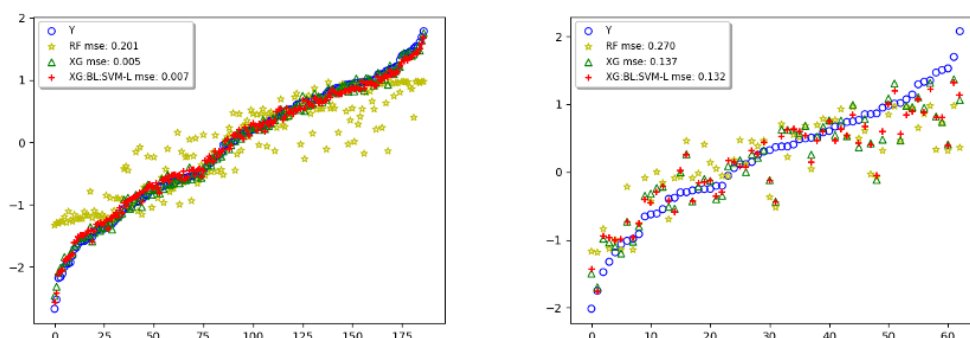 2
1
0
−1
−2
Y
RF mse: 0.201
XG mse: 0.005
XG:BL:SVM-L mse: 0.007
0 25 50 75 100 125 150 175
2
1
0
−1
−2
Y
RF mse: 0.270
XG mse: 0.137
XG:BL:SVM-L mse: 0.132
0 10 20 30 40 50 60